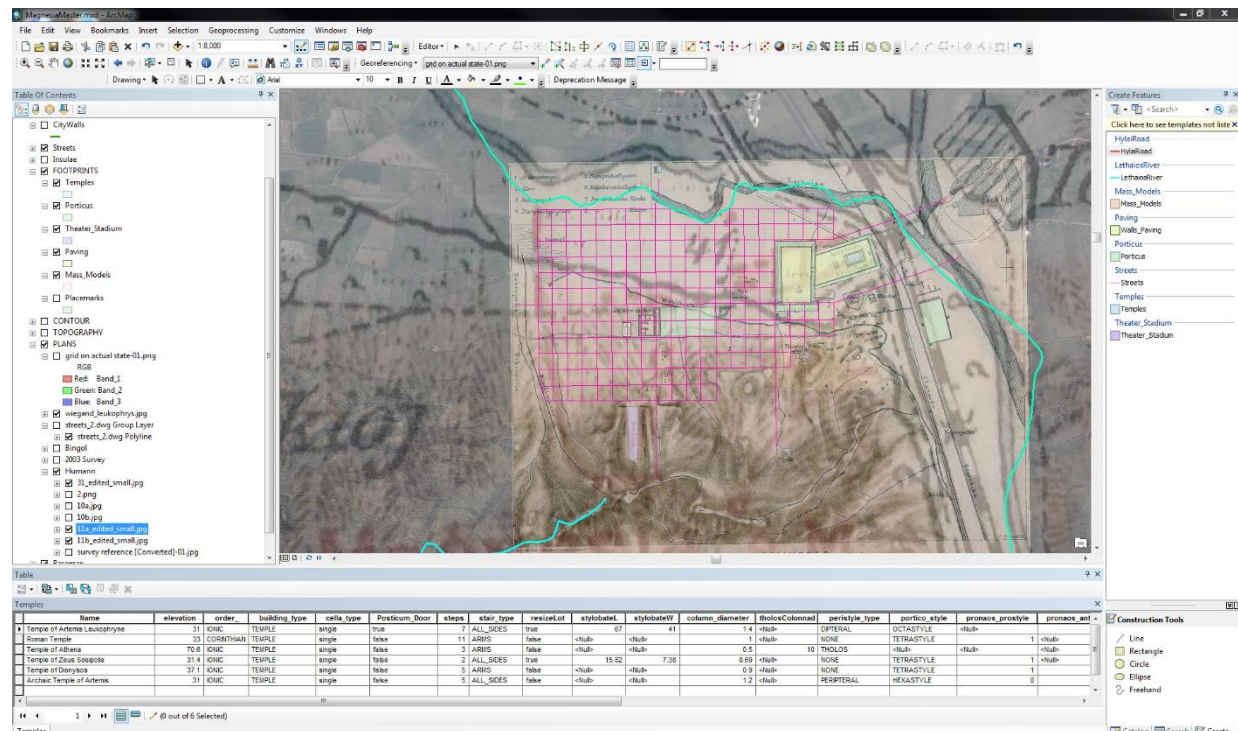 MagnesiaMaster.mxd - ArcMap
File Edit View Bookmarks Insert Selection Geoprocessing Customize Windows Help
1:8,000 Editor
Georeferencing grid on actual state-01.png
Drawing A Arial 10 B I U A Deprecation Message
Table Of Contents
CityWalls
Streets
Insulae
FOOTPRINTS
Temples
Porticus
Theater_Stadium
Paving
Mass_Models
Placemarks
CONTOUR
TOPOGRAPHY
PLANS
grid on actual state-01.png
RGB
Red: Band_1
Green: Band_2
Blue: Band_3
wiegand_leukophrys.jpg
streets_2.dwg Group Layer
streets_2.dwg Polyline
Bingol
2003 Survey
Humann
31_edited_small.jpg
2.png
10a.jpg
10b.jpg
11a_edited_small.jpg
11b_edited_small.jpg
survey reference [Converted]-01.jpg
Basemap
Lethaios
Tekke
Create Features
<Search>
Click here to see templates not liste
HylaiRoad
HylaiRoad
LethaiosRiver
LethaiosRiver
Mass_Models
Mass_Models
Paving
Walls_Paving
Porticus
Porticus
Streets
Streets
Temples
Temples
Theater_Stadium
Theater_Stadium
Table
Temples
Name elevation order_ building_type cella_type Posticum_Door steps stair_type resizeLot stylobateL stylobateW column_diameter tholosColonnad peristyle_type portico_style pronaos_prostyle pronaos_ant
Temple of Artemis Leukophryne 31 IONIC TEMPLE single true 7 ALL_SIDES true 67 41 1.4 <Null> DIPTERAL OCTASTYLE <Null>
Roman Temple 33 CORINTHIAN TEMPLE single false 11 ARMS false <Null> <Null> 1 <Null> NONE TETRASTYLE 1 <Null>
Temple of Athena 70.6 IONIC TEMPLE single false 3 ARMS false <Null> <Null> 0.5 10 THOLOS <Null> <Null> <Null>
Temple of Zeus Sosipolis 31.4 IONIC TEMPLE single false 2 ALL_SIDES true 15.82 7.38 0.69 <Null> NONE TETRASTYLE 1 <Null>
Temple of Dionysos 37.1 IONIC TEMPLE single false 5 ARMS false <Null> <Null> 0.9 <Null> NONE TETRASTYLE 1
Archaic Temple of Artemis 31 IONIC TEMPLE single false 5 ALL_SIDES false <Null> <Null> 1.2 <Null> PERIPTERAL HEXASTYLE 0
1 (0 out of 6 Selected)
Temples
Construction Tools
Line
Rectangle
Circle
Ellipse
Freehand
Catalog Search Create